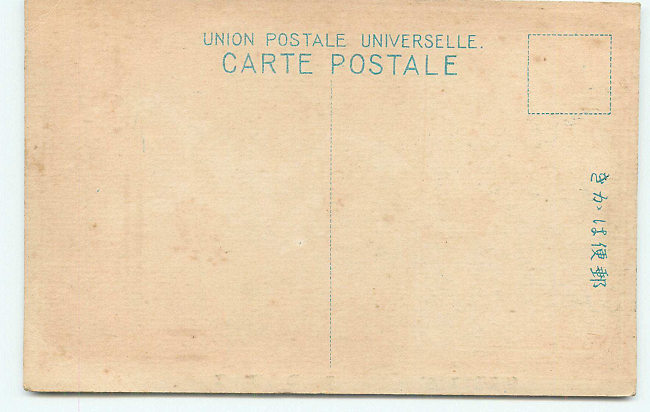 UNION POSTALE UNIVERSELLE.
CARTE POSTALE
郵便はかき